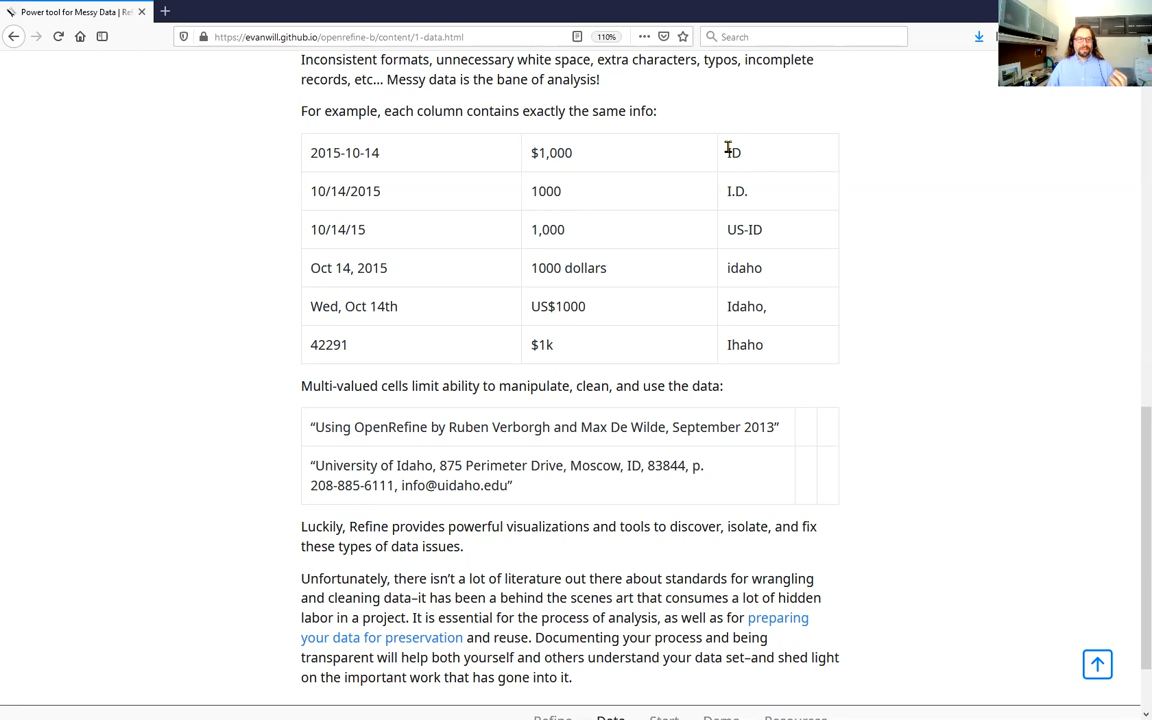 Power tool for Messy Data | Ref
https://evanwill.github.io/openrefine-b/content/1-data.html
110%
Search
Inconsistent formats, unnecessary white space, extra characters, typos, incomplete
records, etc... Messy data is the bane of analysis!
For example, each column contains exactly the same info:
2015-10-14 $1,000 ID
10/14/2015 1000 I.D.
10/14/15 1,000 US-ID
Oct 14, 2015 1000 dollars idaho
Wed, Oct 14th US$1000 Idaho,
42291 $1k Ihaho
Multi-valued cells limit ability to manipulate, clean, and use the data:
“Using OpenRefine by Ruben Verborgh and Max De Wilde, September 2013”
“University of Idaho, 875 Perimeter Drive, Moscow, ID, 83844, p.
208-885-6111, info@uidaho.edu”
Luckily, Refine provides powerful visualizations and tools to discover, isolate, and fix
these types of data issues.
Unfortunately, there isn’t a lot of literature out there about standards for wrangling
and cleaning data–it has been a behind the scenes art that consumes a lot of hidden
labor in a project. It is essential for the process of analysis, as well as for preparing
your data for preservation and reuse. Documenting your process and being
transparent will help both yourself and others understand your data set–and shed light
on the important work that has gone into it.
Refine Data Start Demo Resources